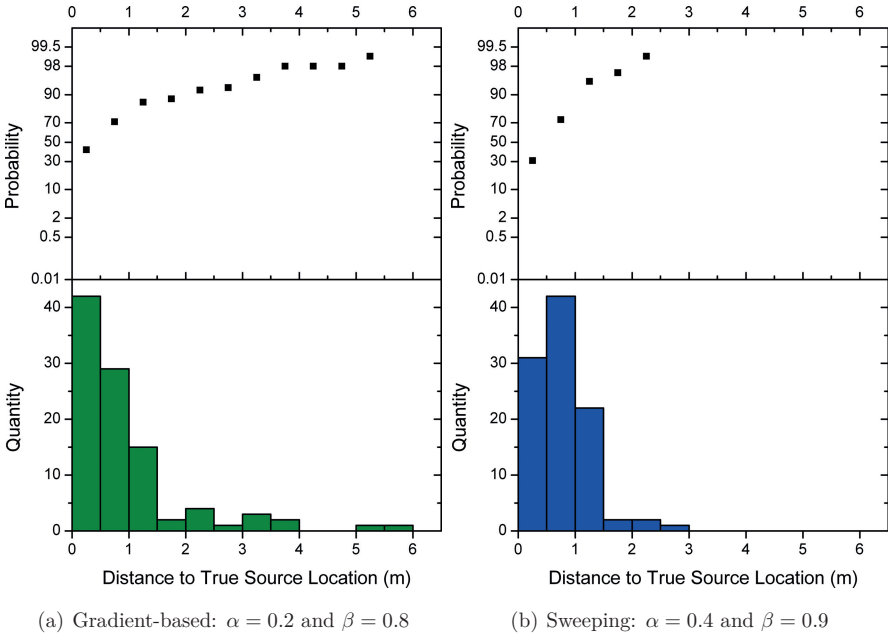 0 1 2 3 4 5 6
99.5
98
90
70
50
30
10
2
0.5
0.01
Probability
40
30
20
10
0
Quantity
0 1 2 3 4 5 6
Distance to True Source Location (m)
(a) Gradient-based: α = 0.2 and β = 0.8
0 1 2 3 4 5 6
99.5
98
90
70
50
30
10
2
0.5
0.01
Probability
40
30
20
10
0
Quantity
0 1 2 3 4 5 6
Distance to True Source Location (m)
(b) Sweeping: α = 0.4 and β = 0.9